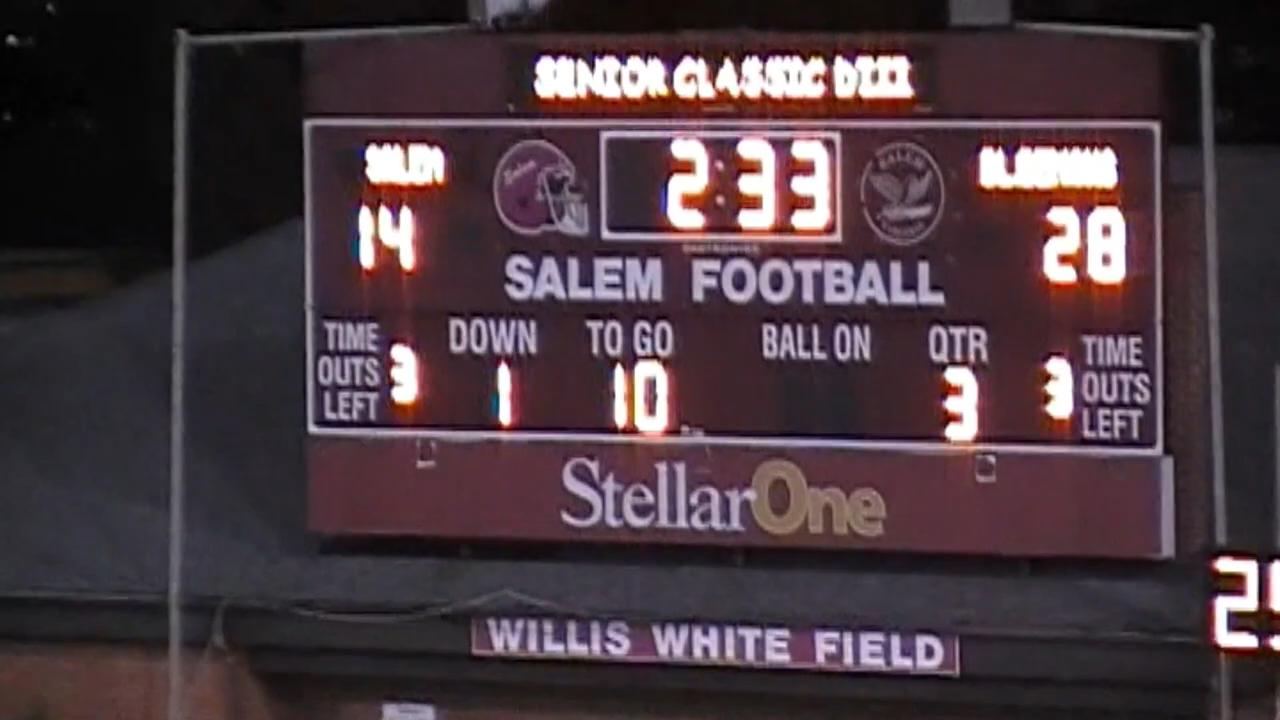 SENIOR CLASSIC DIII
SALEM
2:33
14
28
SALEM FOOTBALL
TIME OUTS LEFT 3
DOWN 1
TO GO 10
BALL ON
QTR 3
3 TIME OUTS LEFT
StellarOne
WILLIS WHITE FIELD